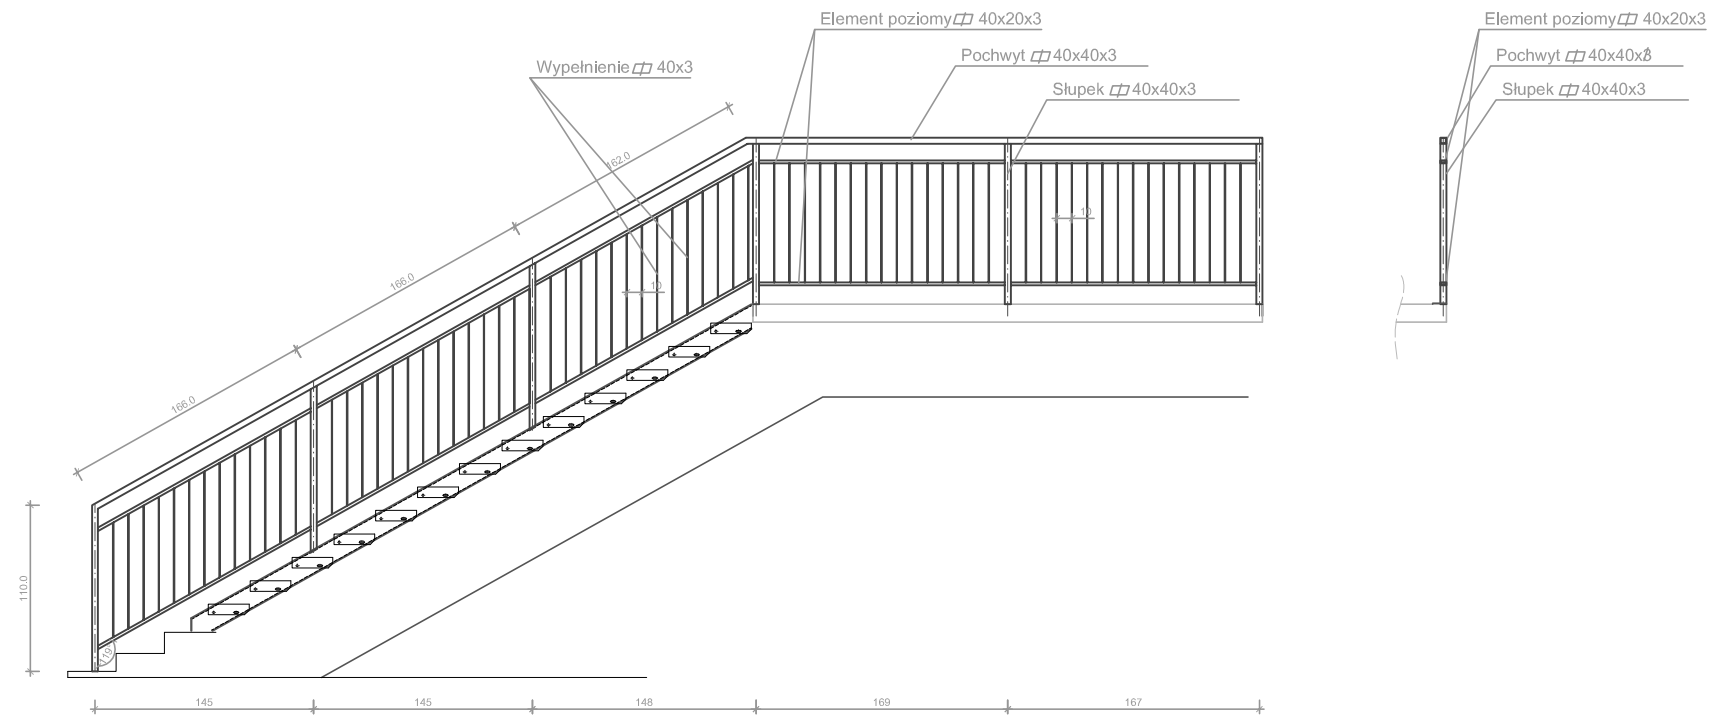 Element poziomy 40x20x3
Element poziomy 40x20x3
Pochwyt 40x40x3
Pochwyt 40x40x3
Wypełnienie 40x3
Słupek 40x40x3
Słupek 40x40x3
162.0
10
166.0
10
166.0
110.0
119
145
145
148
169
167